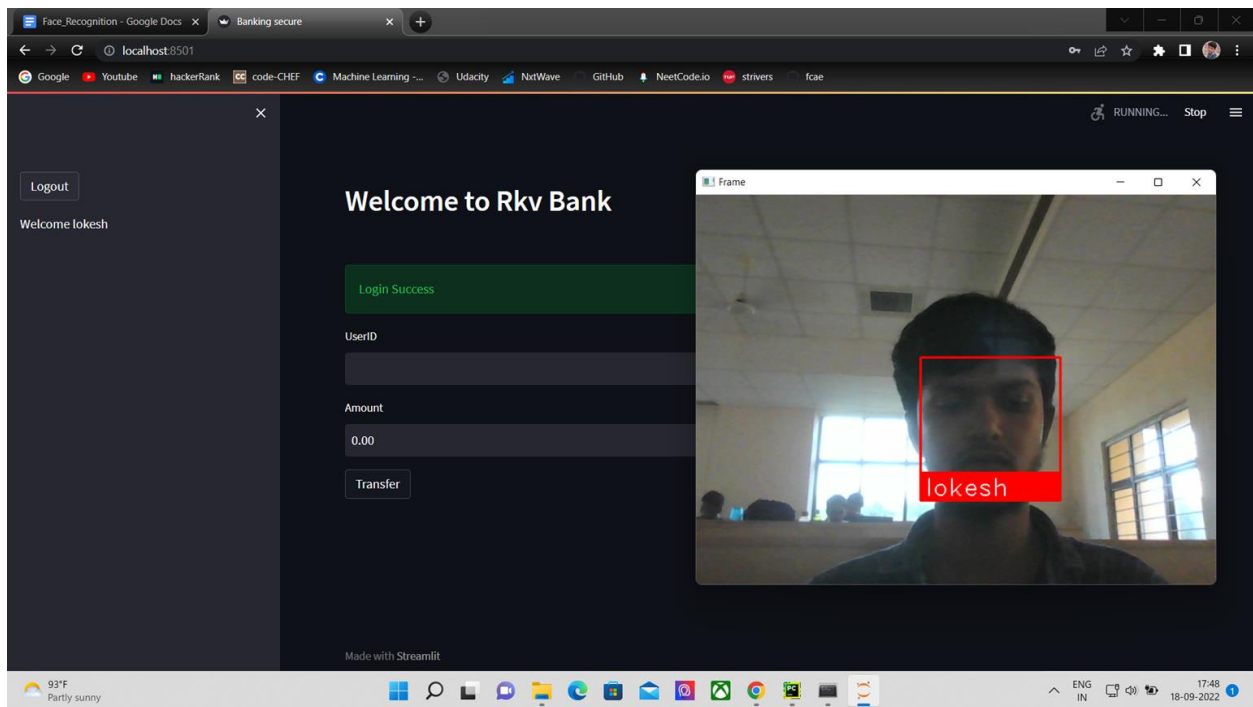 Face_Recognition - Google Docs
Banking secure
localhost:8501
Google Youtube hackerRank code-CHEF Machine Learning -... Udacity NxtWave GitHub NeetCode.io strivers fcae
RUNNING... Stop
Logout
Welcome lokesh
Welcome to Rkv Bank
Login Success
UserID
Amount
0.00
Transfer
Made with Streamlit
Frame
lokesh
93°F
Partly sunny
ENG
IN
17:48
18-09-2022
1